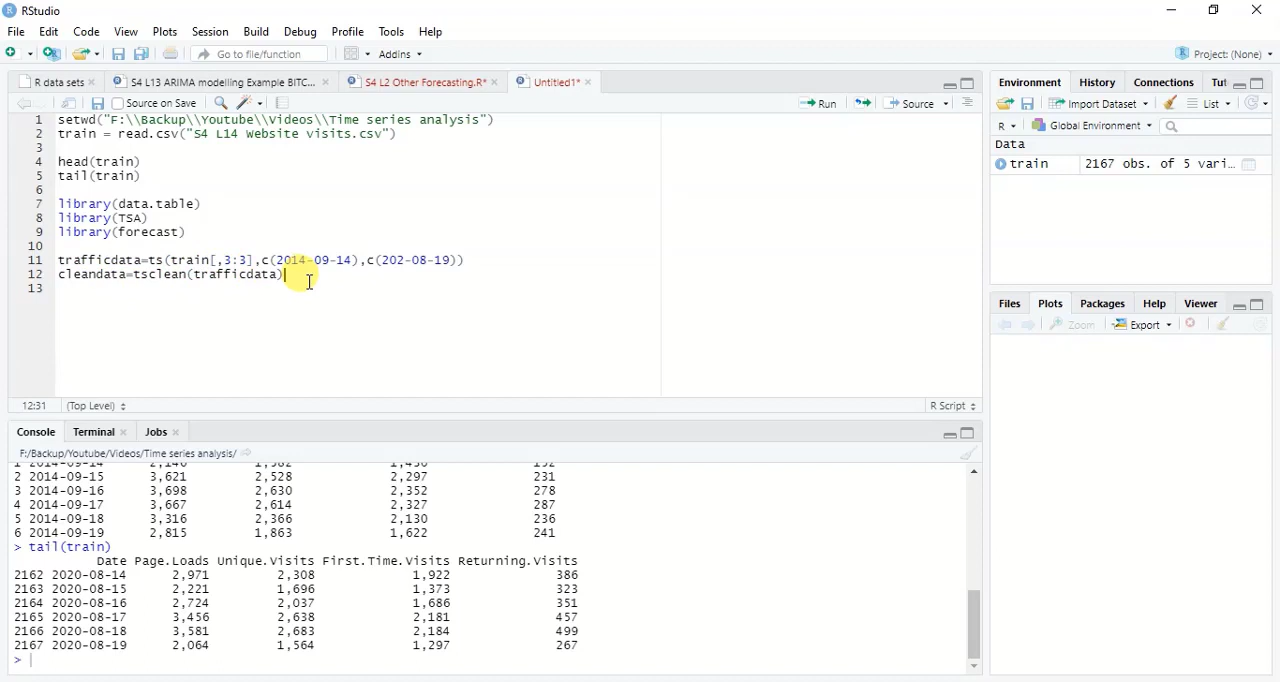 RStudio
File Edit Code View Plots Session Build Debug Profile Tools Help
Go to file/function Addins Project: (None)
R data sets S4 L13 ARIMA modelling Example BITC... S4 L2 Other Forecasting.R* Untitled1*
Source on Save Run Source
1 setwd("F:\\Backup\\Youtube\\Videos\\Time series analysis")
2 train = read.csv("S4 L14 Website visits.csv")
3
4 head(train)
5 tail(train)
6
7 library(data.table)
8 library(TSA)
9 library(forecast)
10
11 trafficdata=ts(train[,3:3],c(2014-09-14),c(202-08-19))
12 cleandata=tsclean(trafficdata)
13
12:31 (Top Level) R Script
Console Terminal Jobs
F:/Backup/Youtube/Videos/Time series analysis/
1 2014-09-14 2,146 1,582 1,430 152
2 2014-09-15 3,621 2,528 2,297 231
3 2014-09-16 3,698 2,630 2,352 278
4 2014-09-17 3,667 2,614 2,327 287
5 2014-09-18 3,316 2,366 2,130 236
6 2014-09-19 2,815 1,863 1,622 241
> tail(train)
Date Page.Loads Unique.Visits First.Time.Visits Returning.Visits
2162 2020-08-14 2,971 2,308 1,922 386
2163 2020-08-15 2,221 1,696 1,373 323
2164 2020-08-16 2,724 2,037 1,686 351
2165 2020-08-17 3,456 2,638 2,181 457
2166 2020-08-18 3,581 2,683 2,184 499
2167 2020-08-19 2,064 1,564 1,297 267
>
Environment History Connections Tut
Import Dataset List
R Global Environment
Data
train 2167 obs. of 5 vari...
Files Plots Packages Help Viewer
Zoom Export